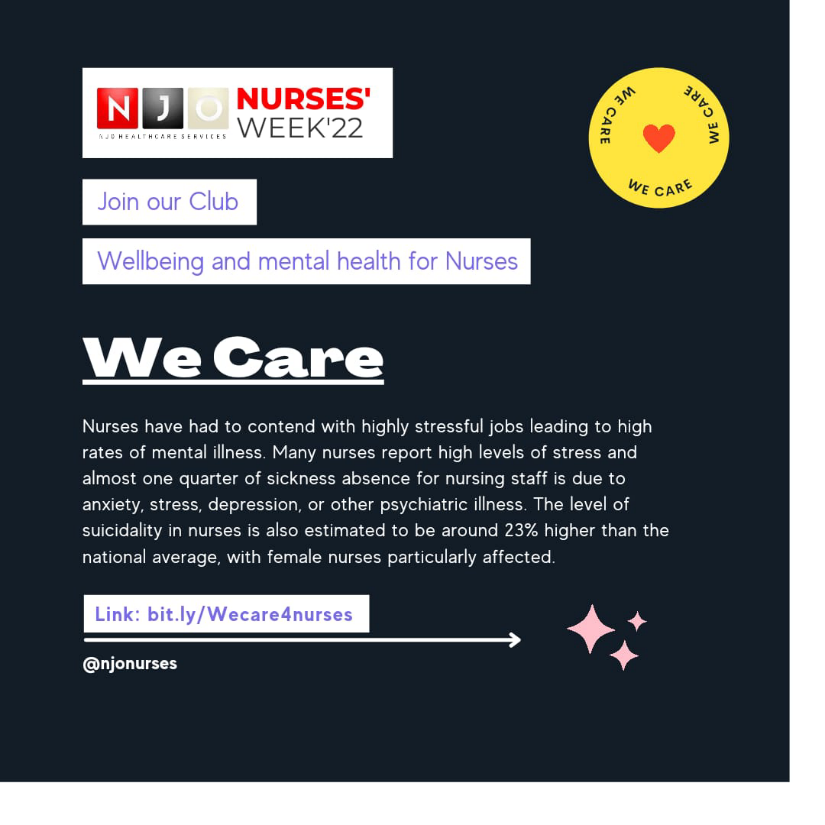 N J O
NJO HEALTHCARE SERVICES
NURSES'
WEEK'22
WE CARE
WE CARE
WE CARE
Join our Club
Wellbeing and mental health for Nurses
We Care
Nurses have had to contend with highly stressful jobs leading to high
rates of mental illness. Many nurses report high levels of stress and
almost one quarter of sickness absence for nursing staff is due to
anxiety, stress, depression, or other psychiatric illness. The level of
suicidality in nurses is also estimated to be around 23% higher than the
national average, with female nurses particularly affected.
Link: bit.ly/Wecare4nurses
@njonurses